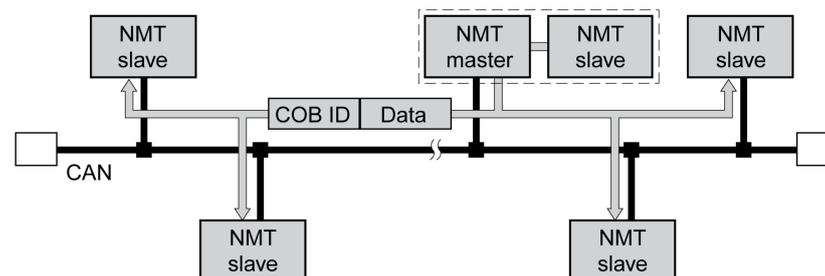 NMT
slave
NMT
master
NMT
slave
NMT
slave
COB ID
Data
CAN
NMT
slave
NMT
slave